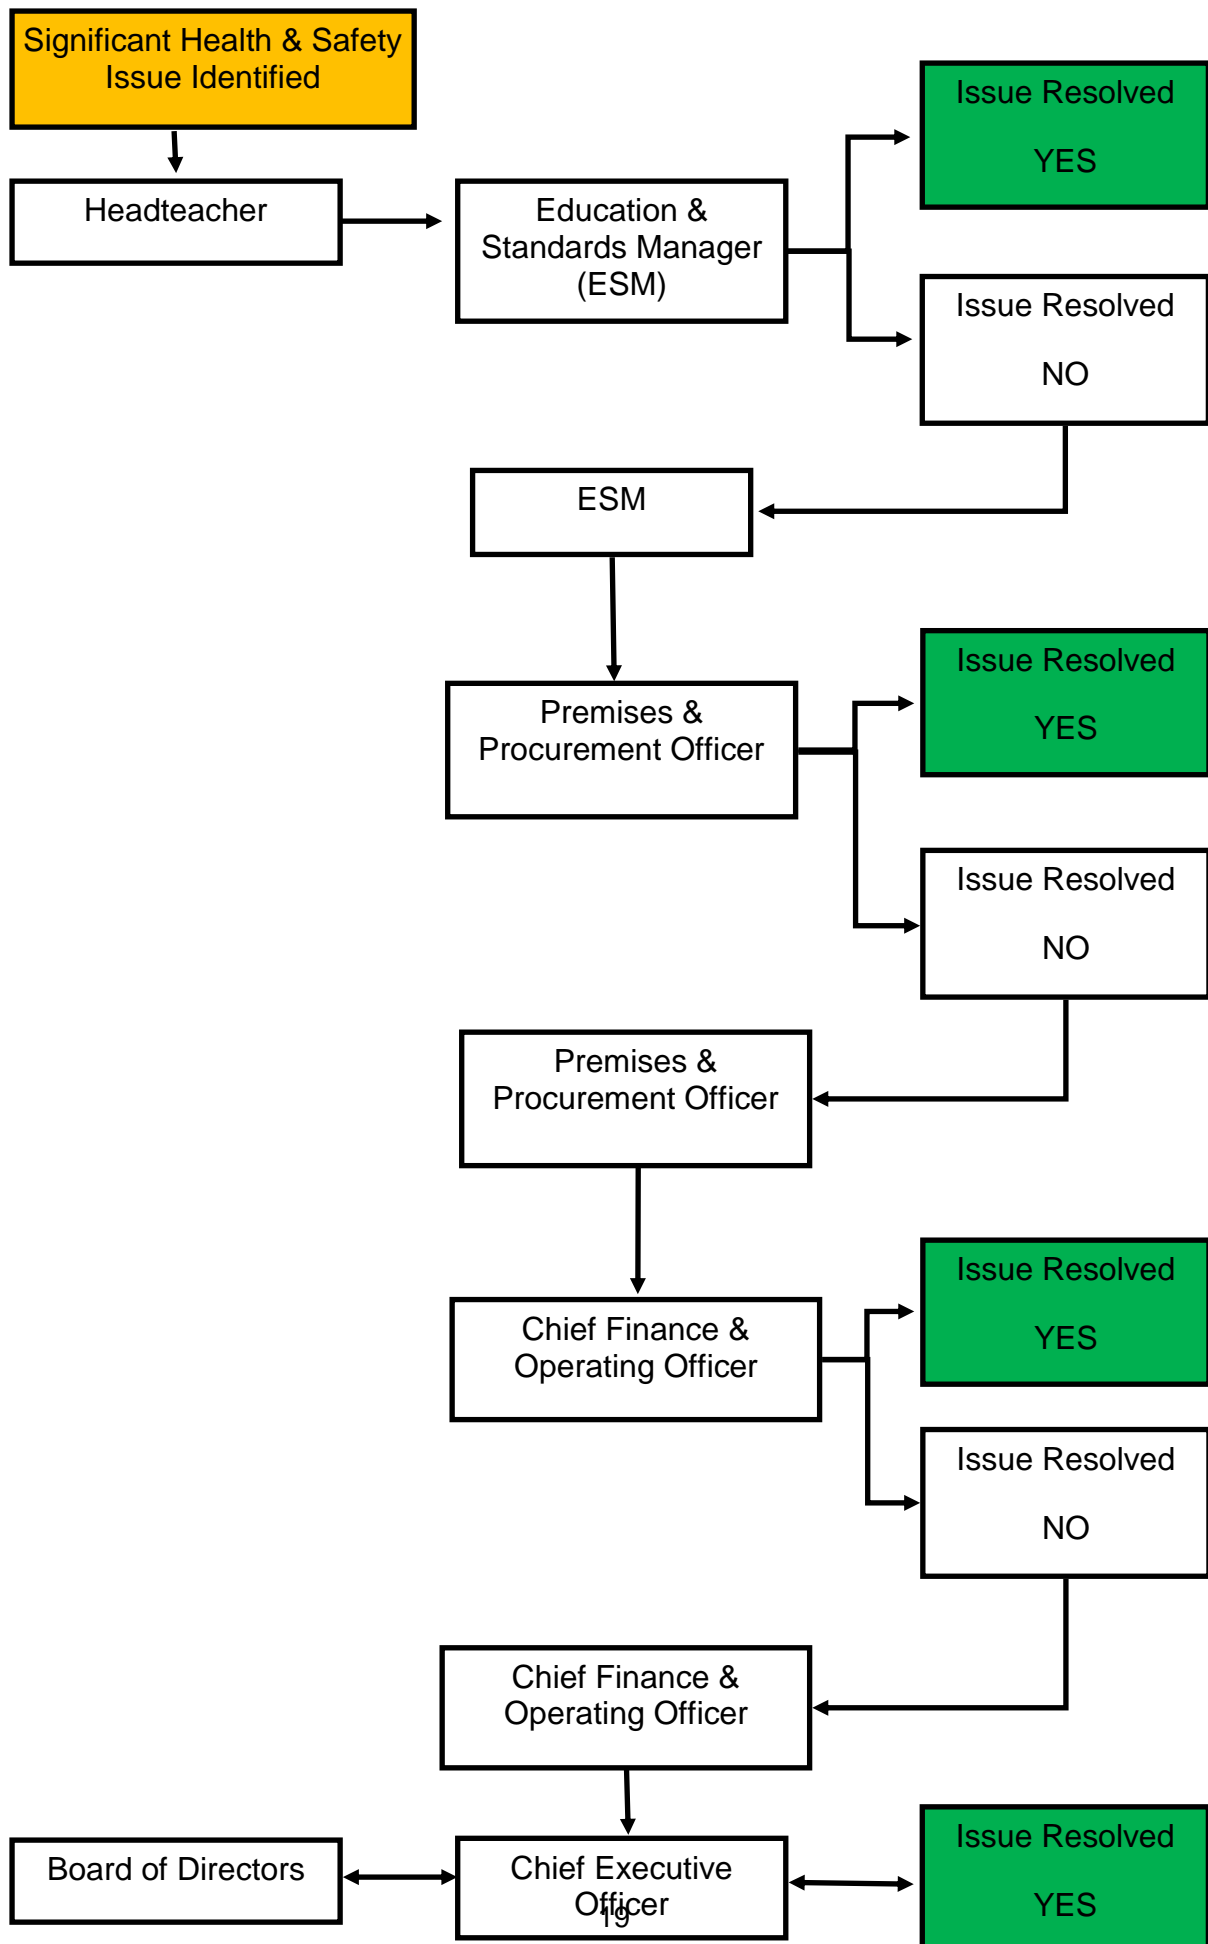 Significant Health & Safety
Issue Identified
Issue Resolved
YES
Headteacher
Education &
Standards Manager
(ESM)
Issue Resolved
NO
ESM
Issue Resolved
YES
Premises &
Procurement Officer
Issue Resolved
NO
Premises &
Procurement Officer
Issue Resolved
YES
Chief Finance &
Operating Officer
Issue Resolved
NO
Chief Finance &
Operating Officer
Board of Directors
Chief Executive
Officer
Issue Resolved
YES
19